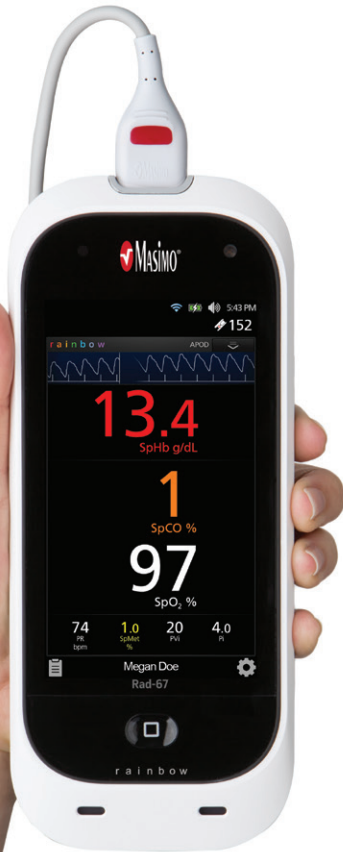 MASIMO®
5:43 PM
152
rainbow APOD
13.4
SpHb g/dL
1
SpCO %
97
SpO₂ %
74 1.0 20 4.0
PR SpMet PVi Pi
bpm %
Megan Doe
Rad-67
rainbow